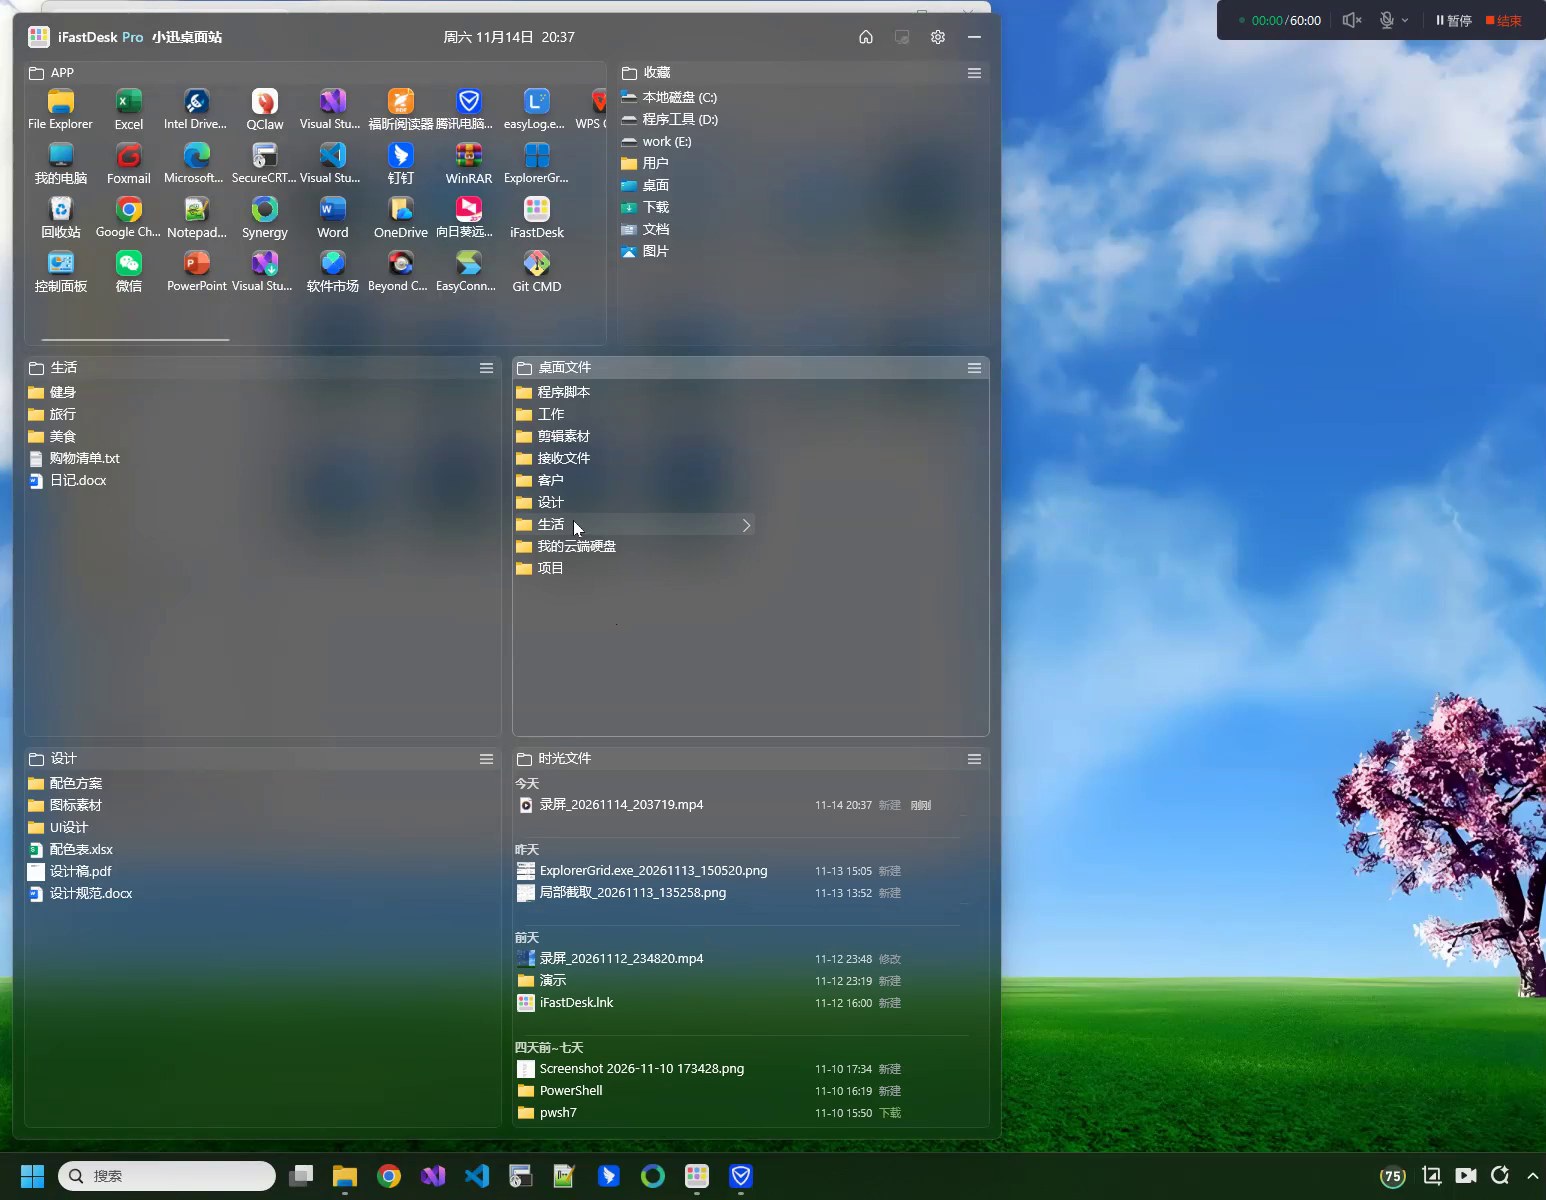 iFastDesk Pro 小迅桌面站
周六 11月14日 20:37
00:00/60:00
暂停
结束
APP
File Explorer
Excel
Intel Drive...
QClaw
Visual Stu...
福昕阅读器
腾讯电脑...
easyLog.e...
WPS
我的电脑
Foxmail
Microsoft...
SecureCRT...
Visual Stu...
钉钉
WinRAR
ExplorerGr...
回收站
Google Ch...
Notepad...
Synergy
Word
OneDrive
向日葵远...
iFastDesk
控制面板
微信
PowerPoint
Visual Stu...
软件市场
Beyond C...
EasyConn...
Git CMD
收藏
本地磁盘 (C:)
程序工具 (D:)
work (E:)
用户
桌面
下载
文档
图片
生活
健身
旅行
美食
购物清单.txt
日记.docx
桌面文件
程序脚本
工作
剪辑素材
接收文件
客户
设计
生活
我的云端硬盘
项目
设计
配色方案
图标素材
UI设计
配色表.xlsx
设计稿.pdf
设计规范.docx
时光文件
今天
录屏_20261114_203719.mp4 11-14 20:37 新建 刚刚
昨天
ExplorerGrid.exe_20261113_150520.png 11-13 15:05 新建
局部截取_20261113_135258.png 11-13 13:52 新建
前天
录屏_20261112_234820.mp4 11-12 23:48 修改
演示 11-12 23:19 新建
iFastDesk.lnk 11-12 16:00 新建
四天前~七天
Screenshot 2026-11-10 173428.png 11-10 17:34 新建
PowerShell 11-10 16:19 新建
pwsh7 11-10 15:50 下载
搜索
75